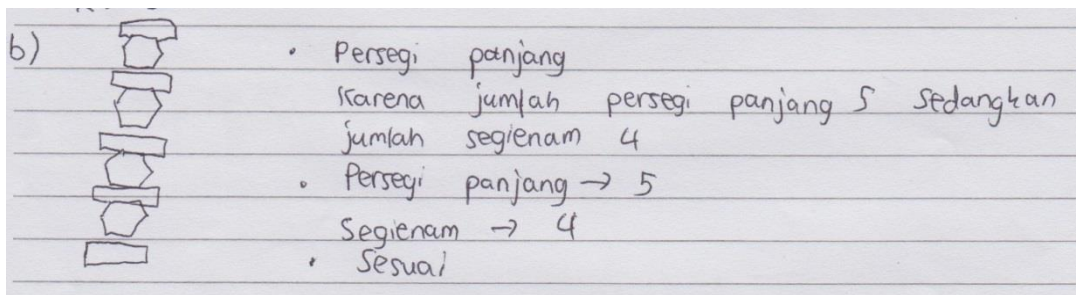 b)
• Persegi panjang
Karena jumlah persegi panjang 5 sedangkan
jumlah segienam 4
• Persegi panjang → 5
Segienam → 4
• Sesuai